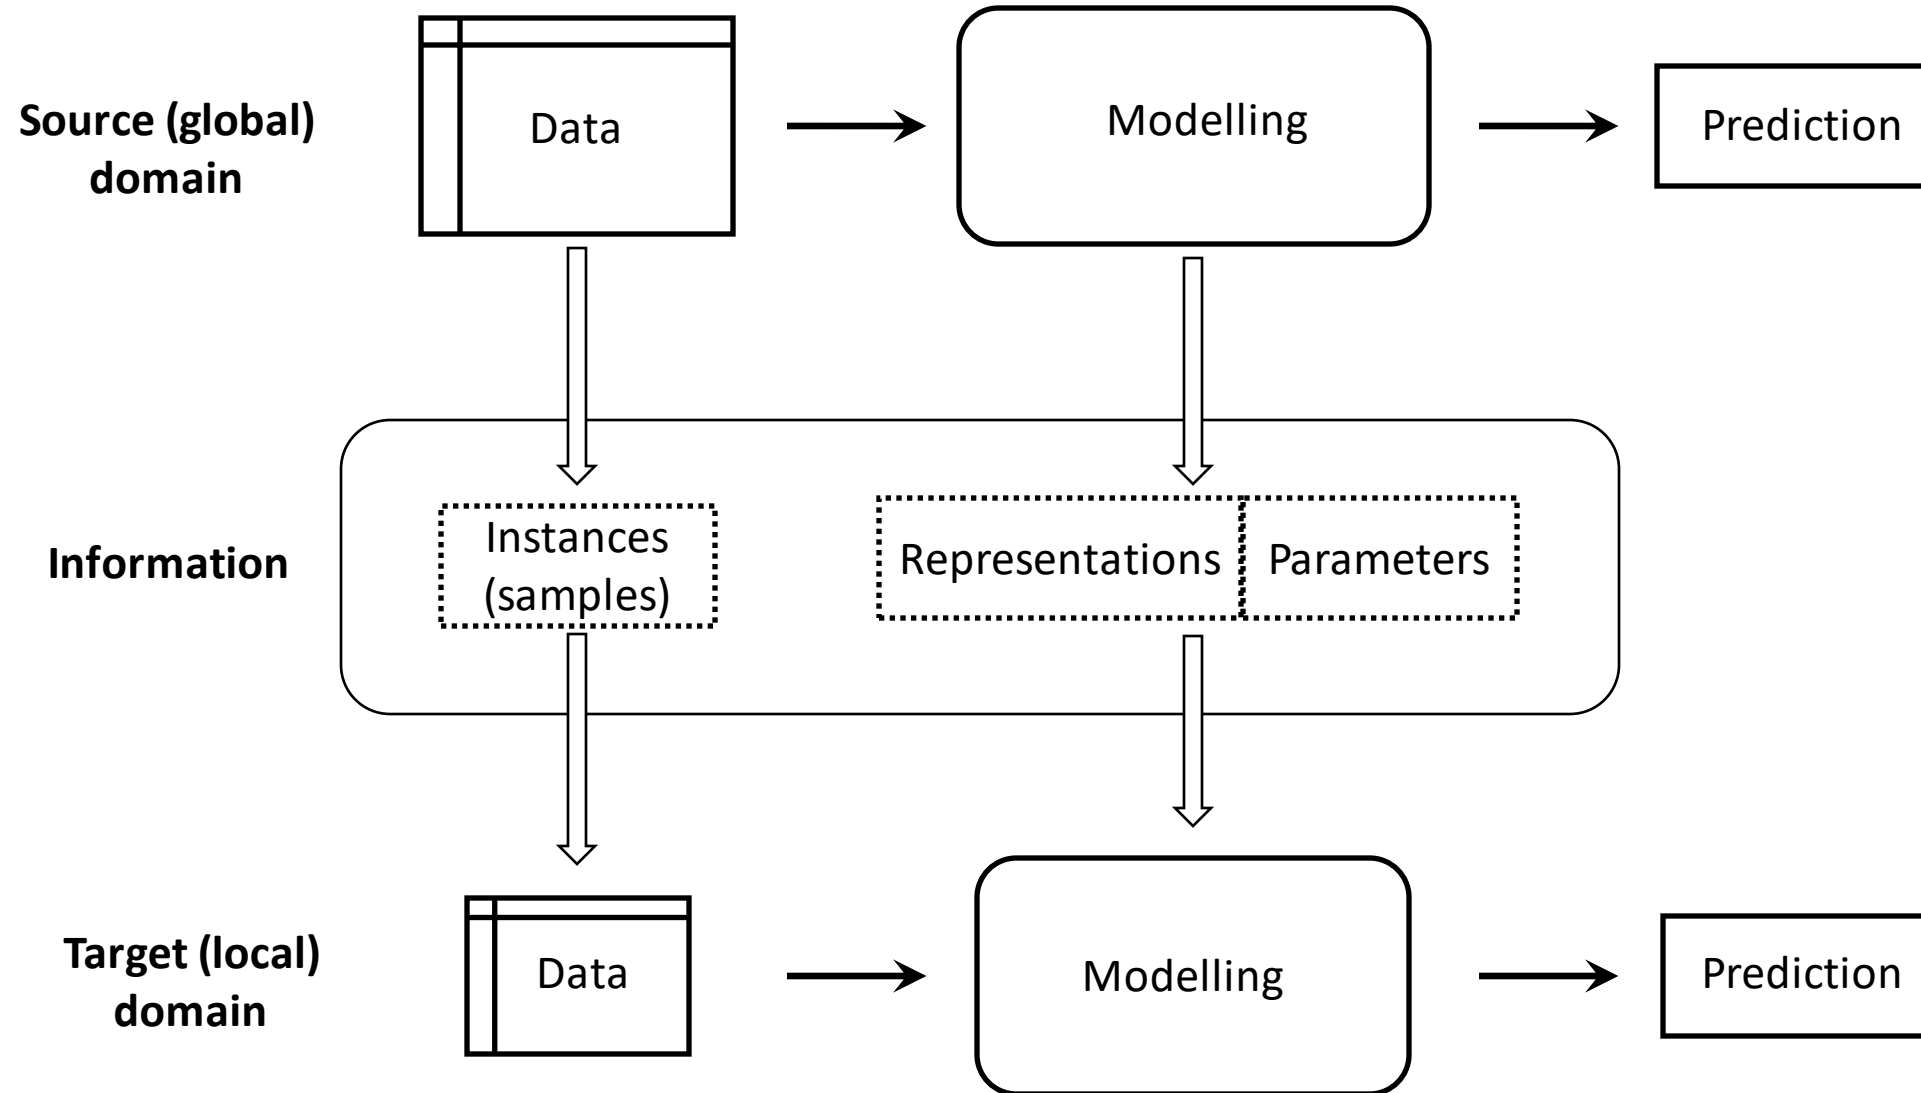 Source (global)
domain
Data
Modelling
Prediction
Information
Instances
(samples)
Representations
Parameters
Target (local)
domain
Data
Modelling
Prediction